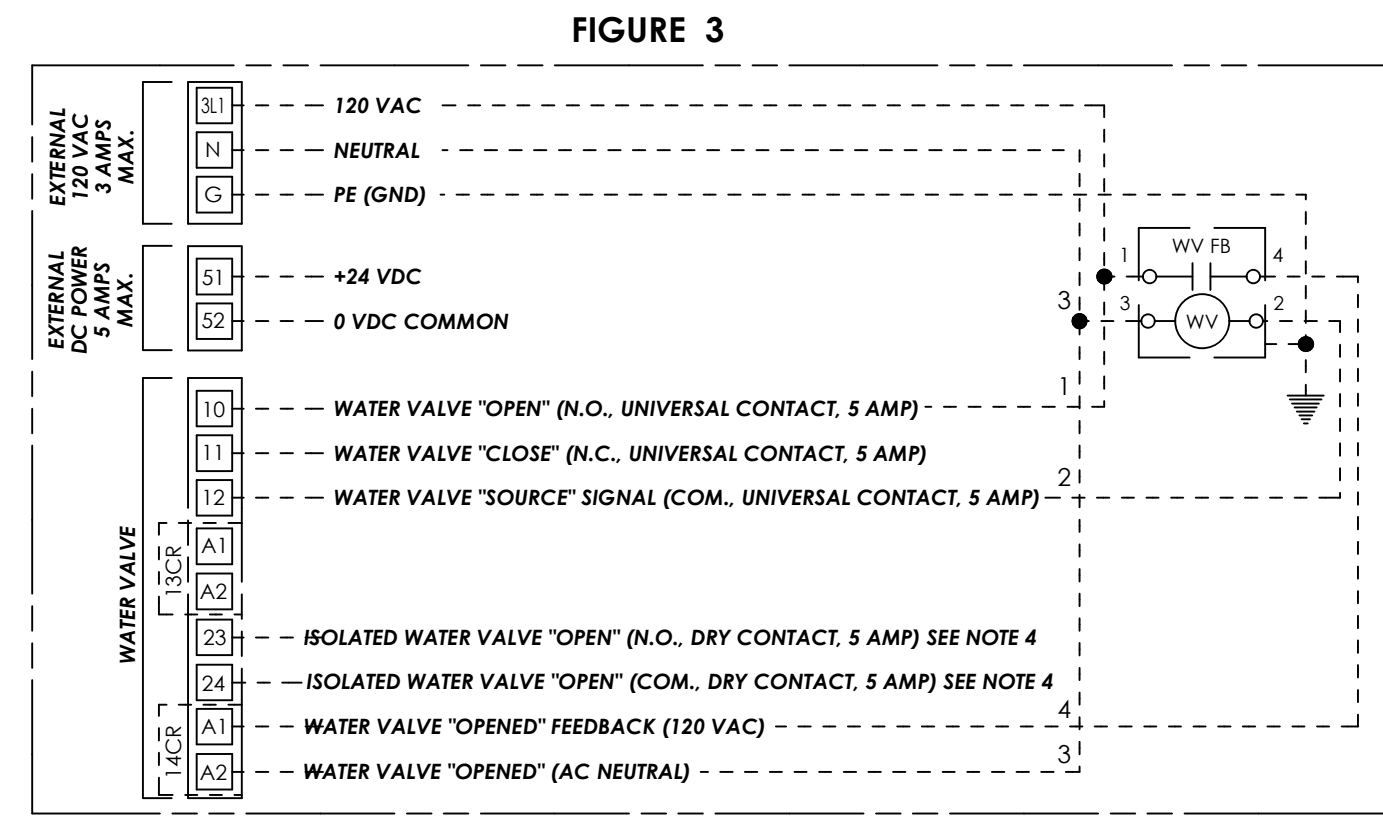 FIGURE 3
EXTERNAL
120 VAC
3 AMPS
MAX.
3L1
120 VAC
N
NEUTRAL
G
PE (GND)
EXTERNAL
DC POWER
5 AMPS
MAX.
51
+24 VDC
52
0 VDC COMMON
1
WV FB
4
3
3
WV
2
WATER VALVE
10
WATER VALVE "OPEN" (N.O., UNIVERSAL CONTACT, 5 AMP)
1
11
WATER VALVE "CLOSE" (N.C., UNIVERSAL CONTACT, 5 AMP)
12
WATER VALVE "SOURCE" SIGNAL (COM., UNIVERSAL CONTACT, 5 AMP)
2
13CR
A1
A2
23
ISOLATED WATER VALVE "OPEN" (N.O., DRY CONTACT, 5 AMP) SEE NOTE 4
24
ISOLATED WATER VALVE "OPEN" (COM., DRY CONTACT, 5 AMP) SEE NOTE 4
14CR
A1
WATER VALVE "OPENED" FEEDBACK (120 VAC)
4
A2
WATER VALVE "OPENED" (AC NEUTRAL)
3